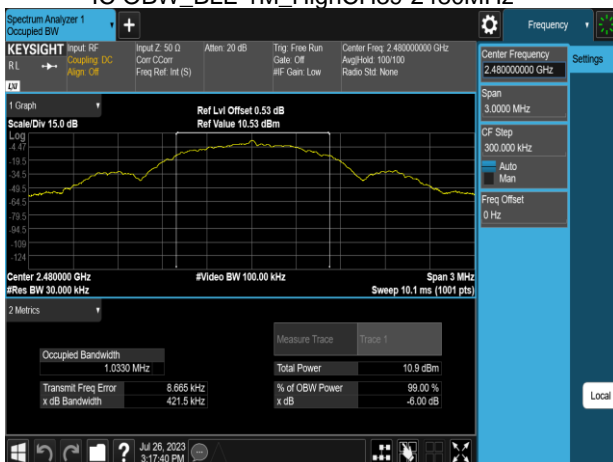 IC OBW_BLE 1M_HighCH39-2480MHz
Spectrum Analyzer 1
Occupied BW
Frequency
KEYSIGHT
RL
LXI
Input: RF
Coupling: DC
Align: Off
Input Z: 50 Ω
Corr CCorr
Freq Ref: Int (S)
Atten: 20 dB
Trig: Free Run
Gate: Off
#IF Gain: Low
Center Freq: 2.480000000 GHz
Avg|Hold: 100/100
Radio Std: None
Center Frequency
2.480000000 GHz
Settings
Span
3.0000 MHz
CF Step
300.000 kHz
Auto
Man
Freq Offset
0 Hz
1 Graph
Scale/Div 15.0 dB
Ref Lvl Offset 0.53 dB
Ref Value 10.53 dBm
Log
-4.47
-19.5
-34.5
-49.5
-64.5
-79.5
-94.5
-109
-124
Center 2.480000 GHz
#Video BW 100.00 kHz
Span 3 MHz
#Res BW 30.000 kHz
Sweep 10.1 ms (1001 pts)
2 Metrics
Measure Trace
Trace 1
Occupied Bandwidth
1.0330 MHz
Total Power
10.9 dBm
Transmit Freq Error
8.665 kHz
% of OBW Power
99.00 %
x dB Bandwidth
421.5 kHz
x dB
-6.00 dB
Local
?
Jul 26, 2023
3:17:40 PM